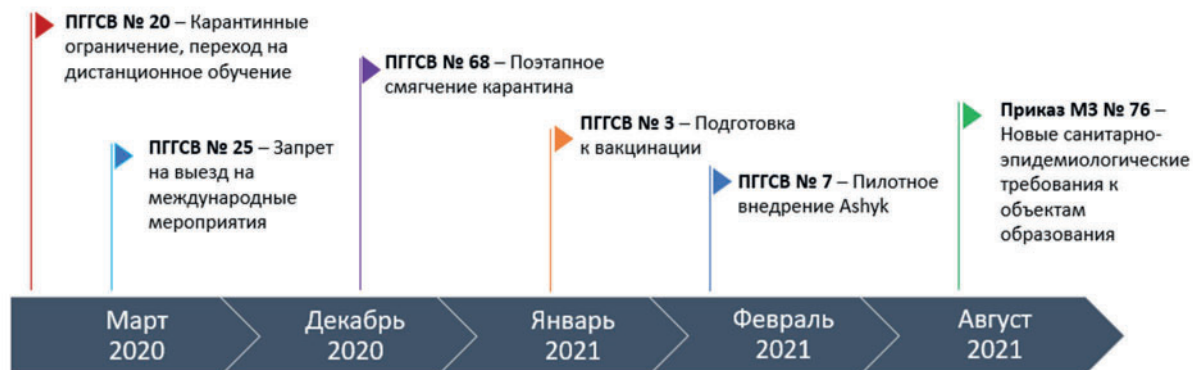 ПГГСВ № 20 – Карантинные
ограничение, переход на
дистанционное обучение
ПГГСВ № 25 – Запрет
на выезд на
международные
мероприятия
ПГГСВ № 68 – Поэтапное
смягчение карантина
ПГГСВ № 3 – Подготовка
к вакцинации
ПГГСВ № 7 – Пилотное
внедрение Ashyk
Приказ МЗ № 76 –
Новые санитарно-
эпидемиологические
требования к
объектам
образования
Март
2020
Декабрь
2020
Январь
2021
Февраль
2021
Август
2021